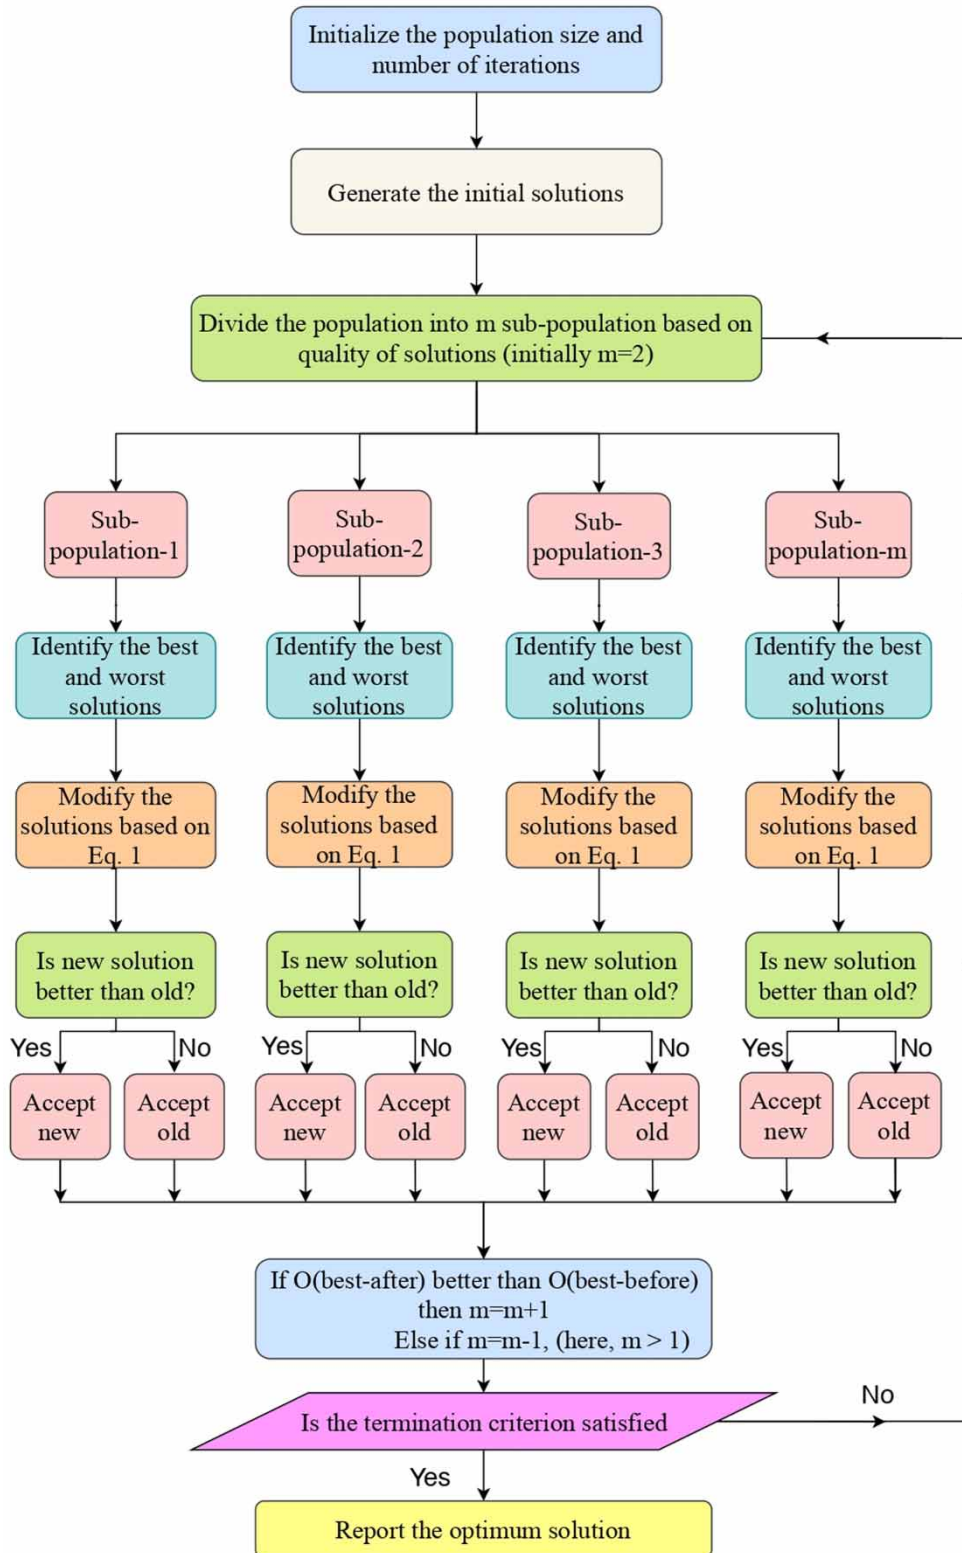 Initialize the population size and
number of iterations
Generate the initial solutions
Divide the population into m sub-population based on
quality of solutions (initially m=2)
Sub-
population-1
Sub-
population-2
Sub-
population-3
Sub-
population-m
Identify the best
and worst
solutions
Identify the best
and worst
solutions
Identify the best
and worst
solutions
Identify the best
and worst
solutions
Modify the
solutions based on
Eq. 1
Modify the
solutions based
on Eq. 1
Modify the
solutions based
on Eq. 1
Modify the
solutions based
on Eq. 1
Is new solution
better than old?
Is new solution
better than old?
Is new solution
better than old?
Is new solution
better than old?
Yes
No
Yes
No
Yes
No
Yes
No
Accept
new
Accept
old
Accept
new
Accept
old
Accept
new
Accept
old
Accept
new
Accept
old
If O(best-after) better than O(best-before)
then m=m+1
Else if m=m-1, (here, m > 1)
Is the termination criterion satisfied
No
Yes
Report the optimum solution